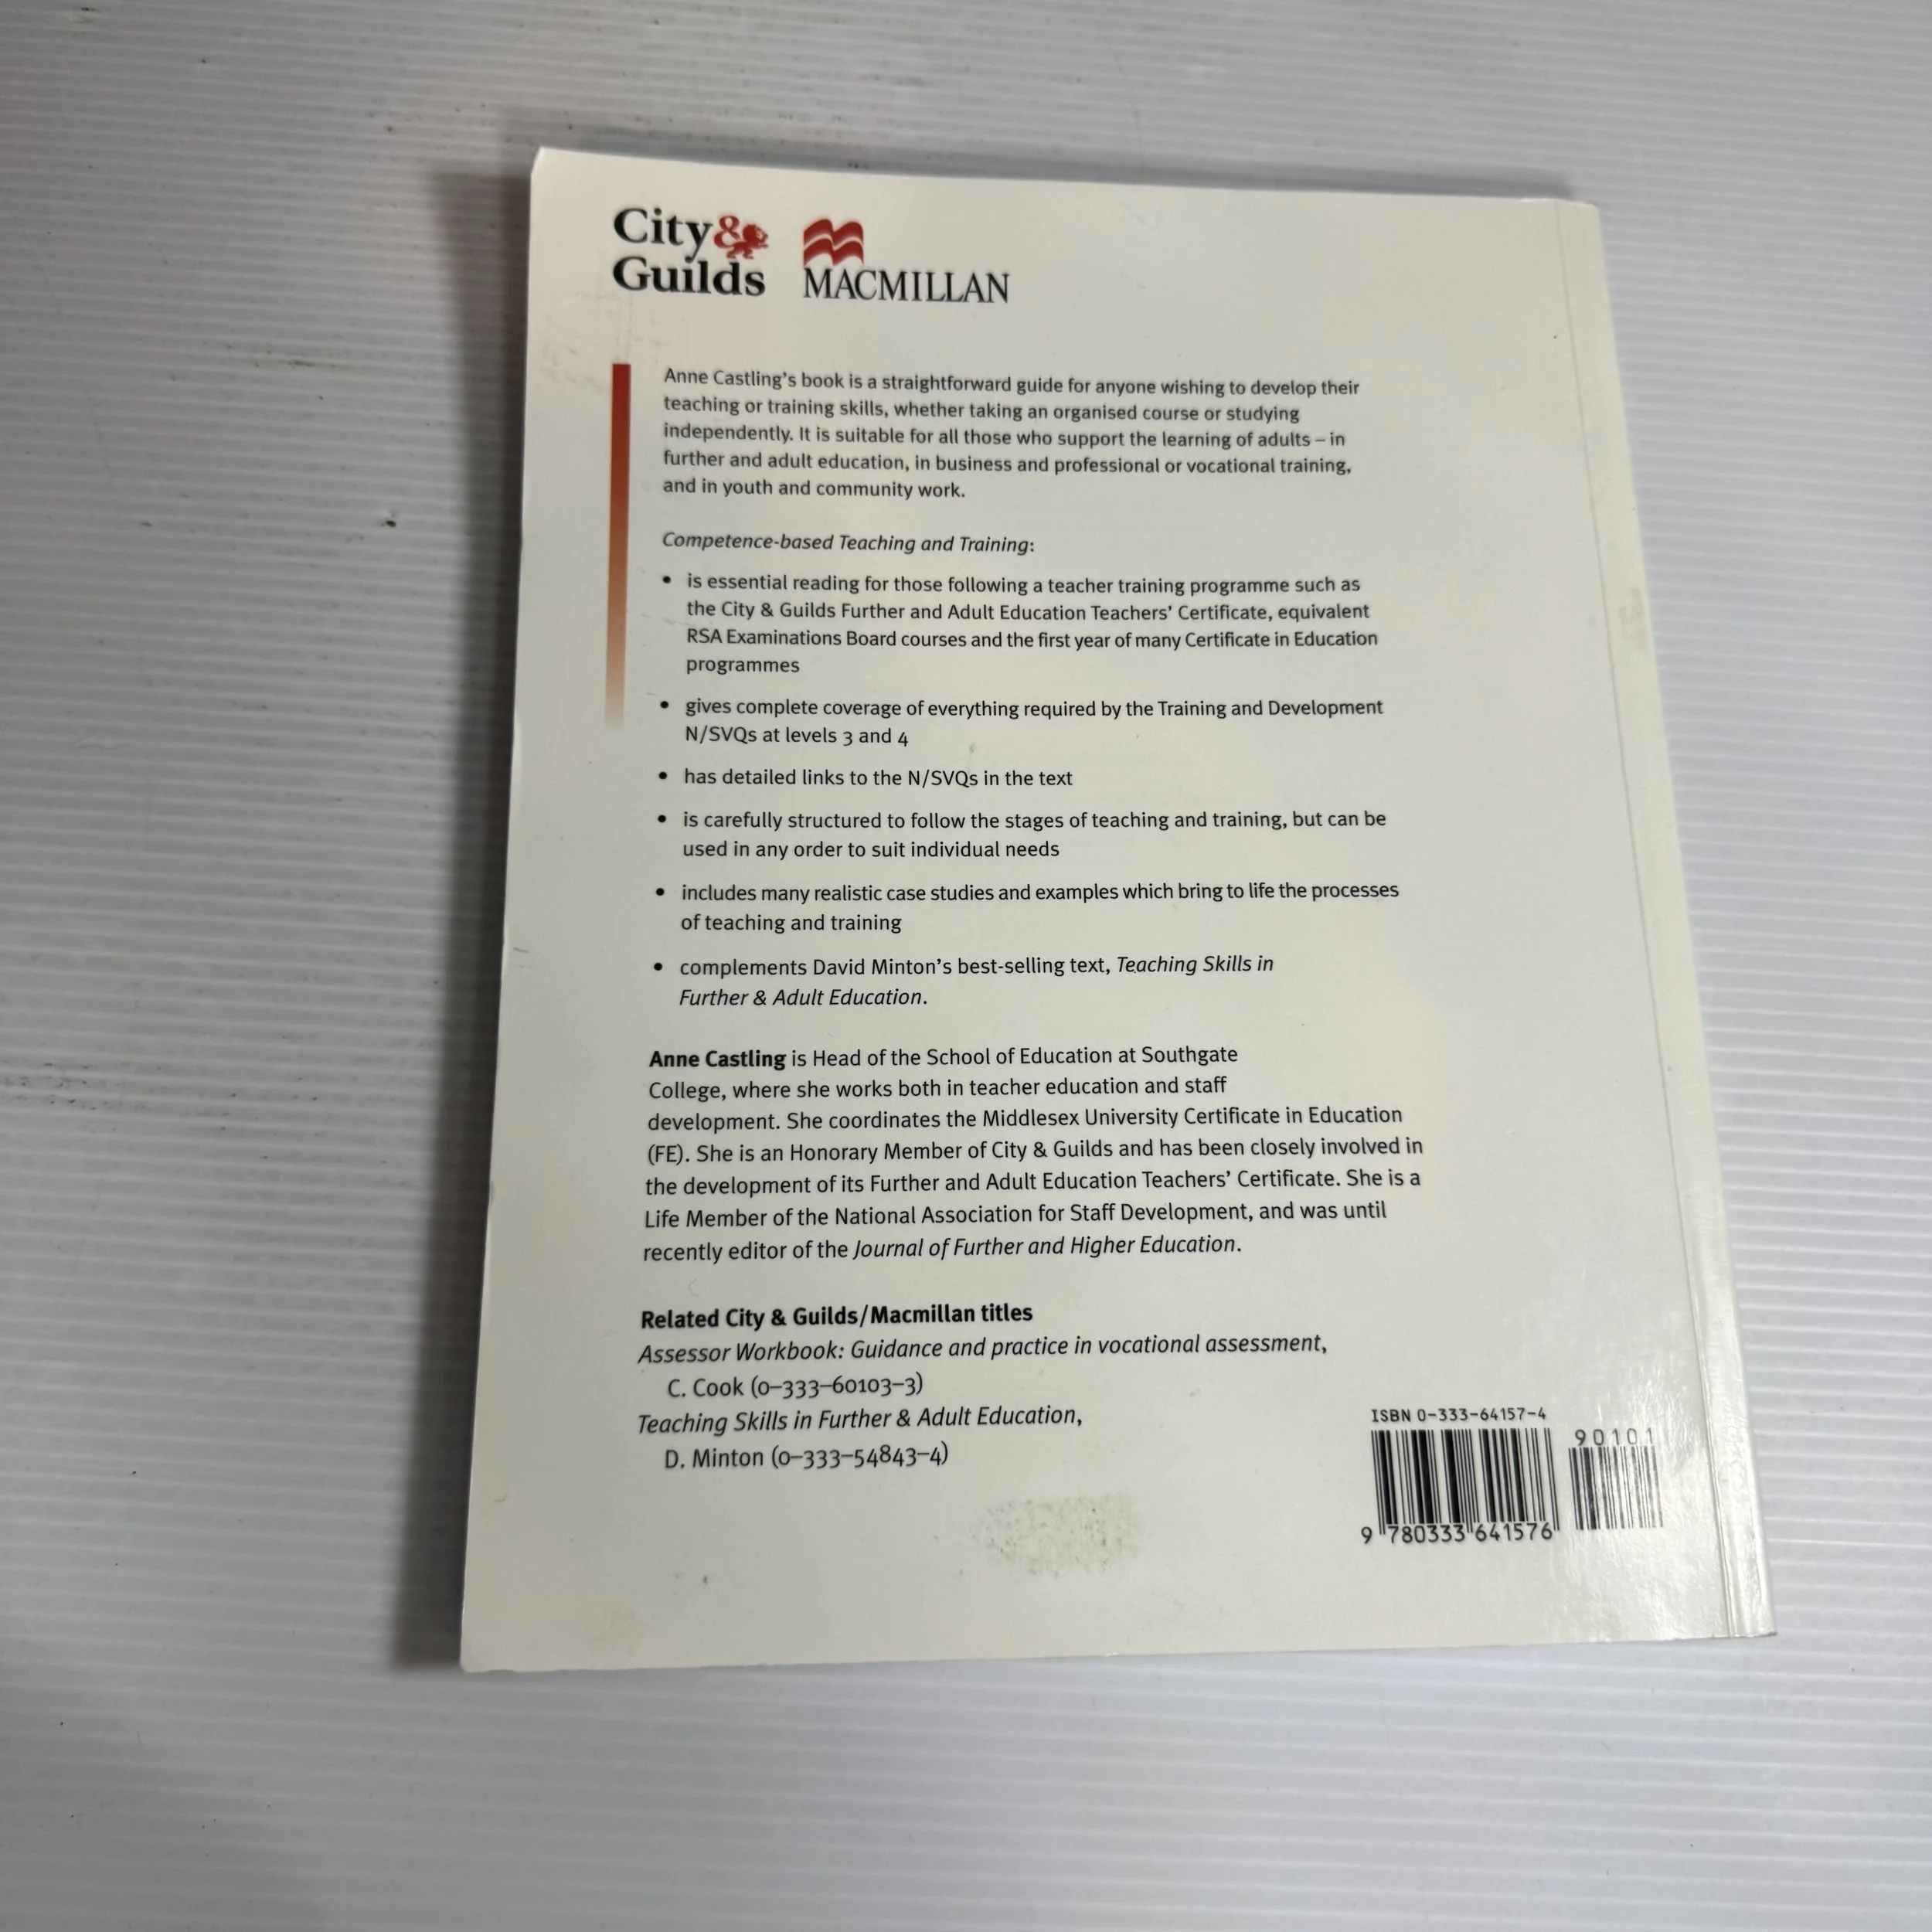 City&
Guilds
MACMILLAN
Anne Castling's book is a straightforward guide for anyone wishing to develop their
teaching or training skills, whether taking an organised course or studying
independently. It is suitable for all those who support the learning of adults – in
further and adult education, in business and professional or vocational training,
and in youth and community work.
Competence-based Teaching and Training:
• is essential reading for those following a teacher training programme such as
the City & Guilds Further and Adult Education Teachers' Certificate, equivalent
RSA Examinations Board courses and the first year of many Certificate in Education
programmes
• gives complete coverage of everything required by the Training and Development
N/SVQs at levels 3 and 4
• has detailed links to the N/SVQs in the text
• is carefully structured to follow the stages of teaching and training, but can be
used in any order to suit individual needs
• includes many realistic case studies and examples which bring to life the processes
of teaching and training
• complements David Minton's best-selling text, Teaching Skills in
Further & Adult Education.
Anne Castling is Head of the School of Education at Southgate
College, where she works both in teacher education and staff
development. She coordinates the Middlesex University Certificate in Education
(FE). She is an Honorary Member of City & Guilds and has been closely involved in
the development of its Further and Adult Education Teachers' Certificate. She is a
Life Member of the National Association for Staff Development, and was until
recently editor of the Journal of Further and Higher Education.
Related City & Guilds/Macmillan titles
Assessor Workbook: Guidance and practice in vocational assessment,
C. Cook (0–333–60103–3)
Teaching Skills in Further & Adult Education,
D. Minton (0–333–54843–4)
ISBN 0-333-64157-4
90101
9 780333 641576